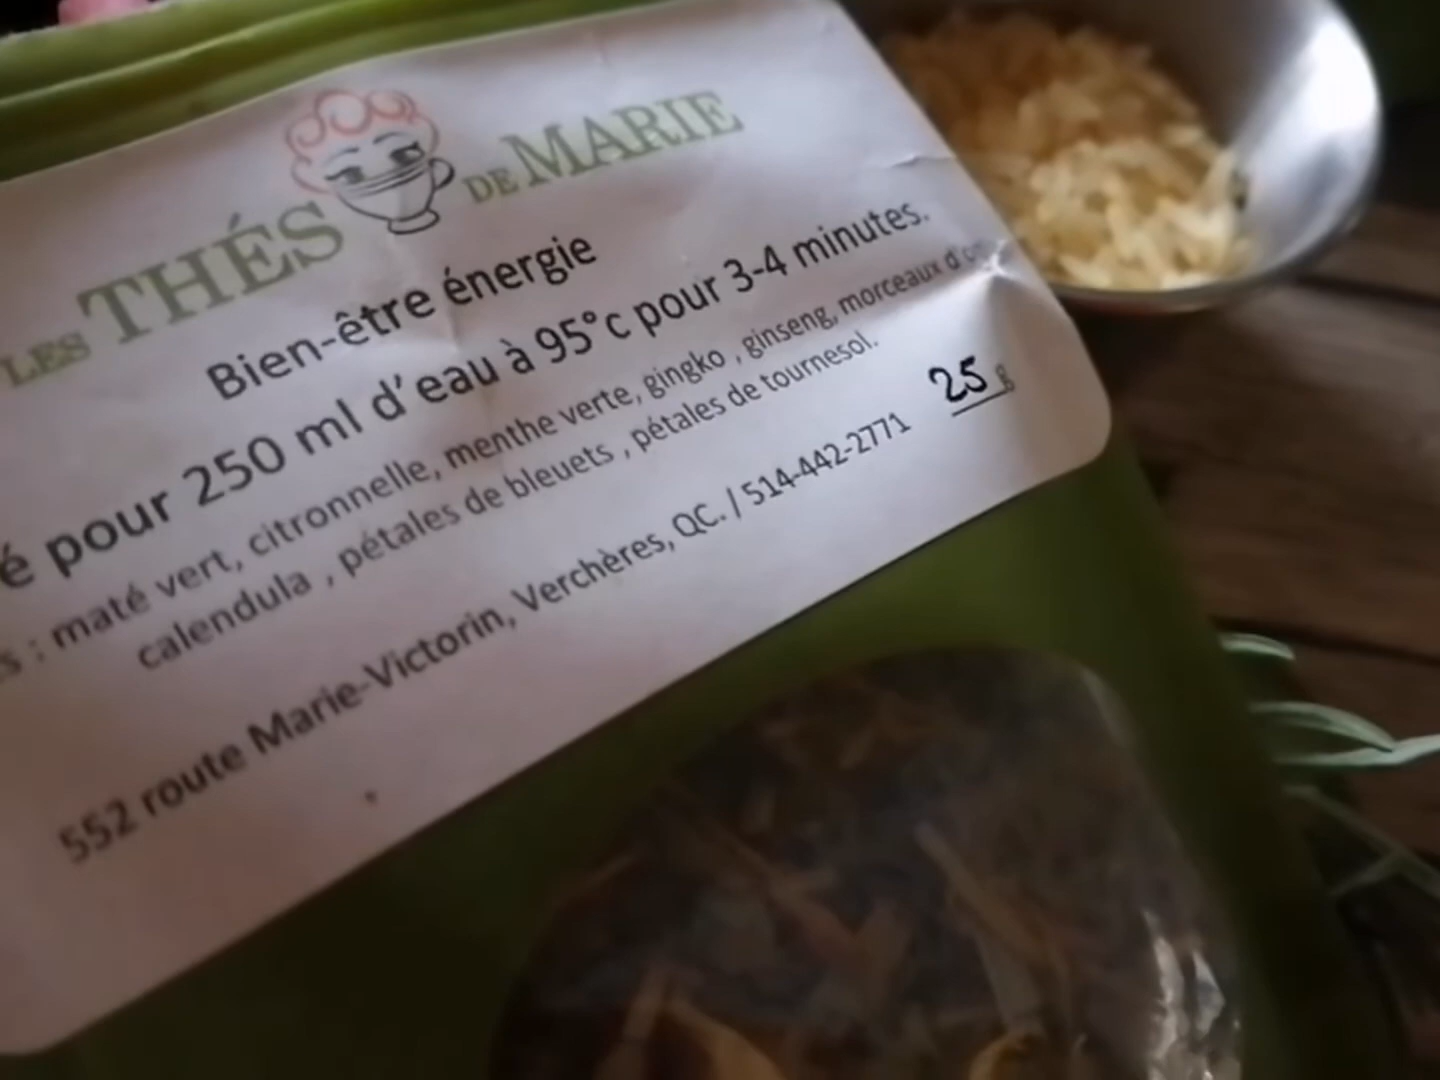 LES THÉS DE MARIE
Bien-être énergie
pour 250 ml d'eau à 95°c pour 3-4 minutes.
: maté vert, citronnelle, menthe verte, gingko , ginseng, morceaux
calendula , pétales de bleuets , pétales de tournesol.
25 g
552 route Marie-Victorin, Verchères, QC. / 514-442-2771